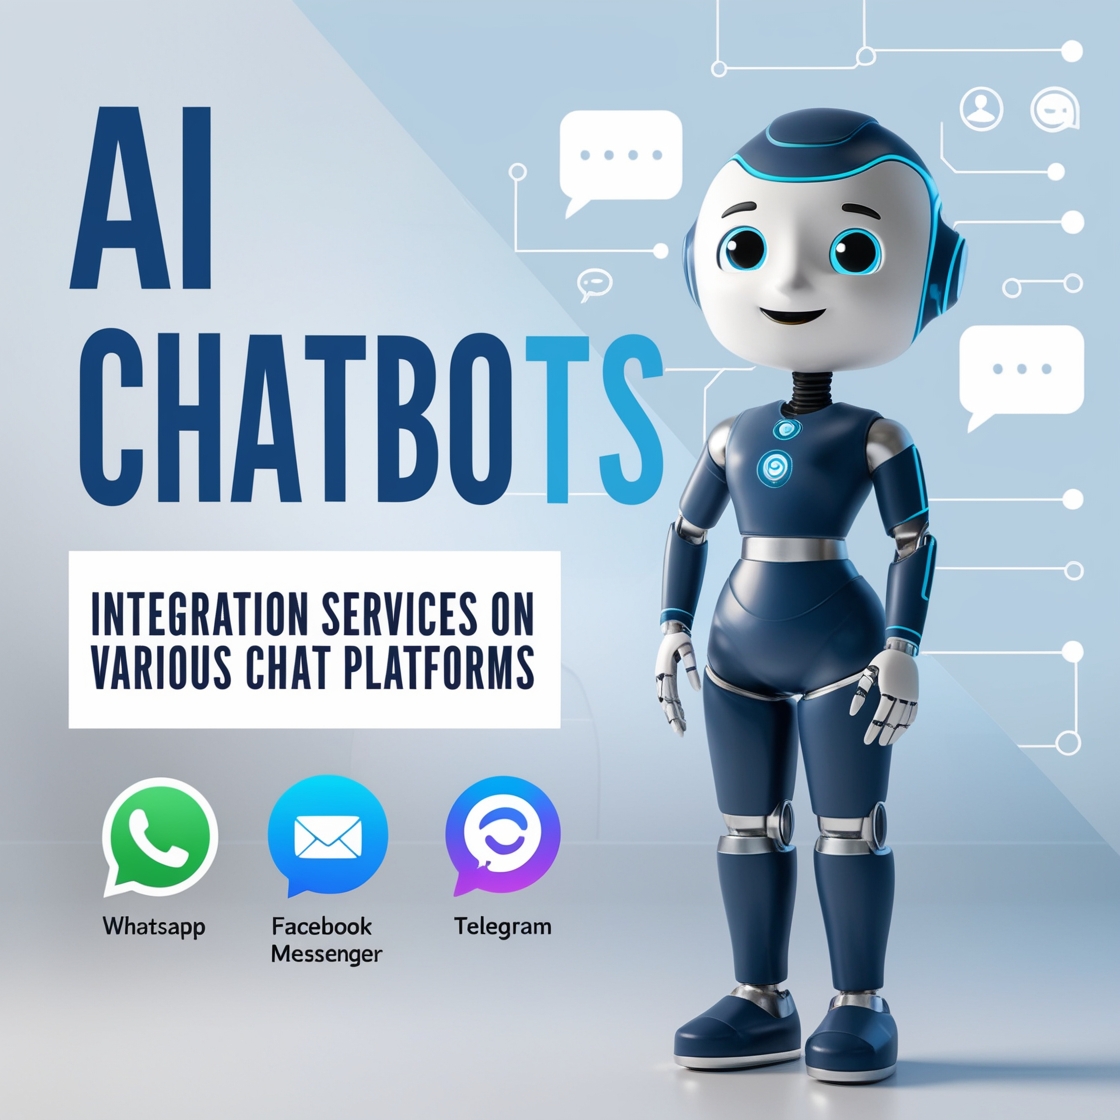 AI
CHATBOTS
INTEGRATION SERVICES ON
VARIOUS CHAT PLATFORMS
Whatsapp
Facebook
Messenger
Telegram